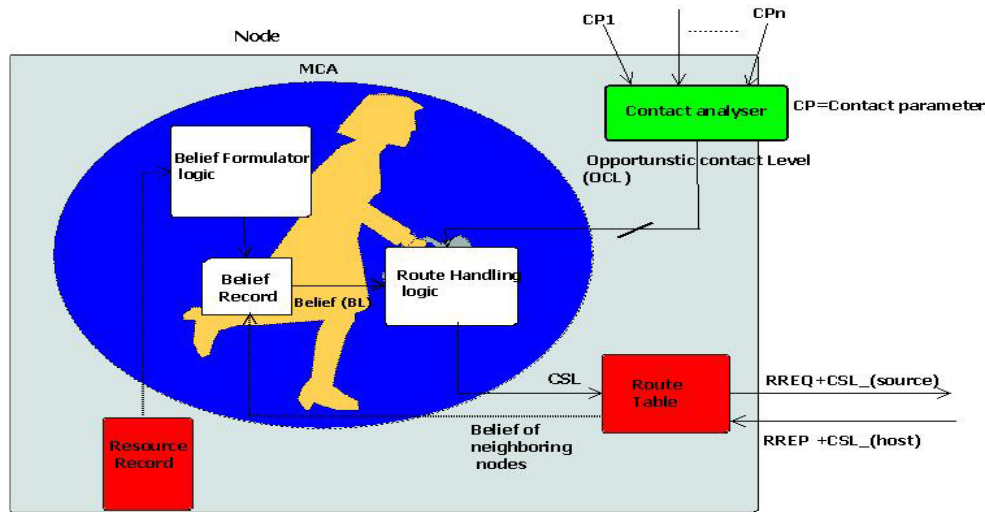 CP1
CPn
Node
MCA
Contact analyser
CP=Contact parameter
Belief Formulator
logic
Opportunstic contact Level
(OCL)
Belief
Record
Belief (BL)
Route Handling
logic
CSL
Route
Table
RREQ +CSL_(source)
RREP +CSL_(host)
Resource
Record
Belief of
neighboring
nodes